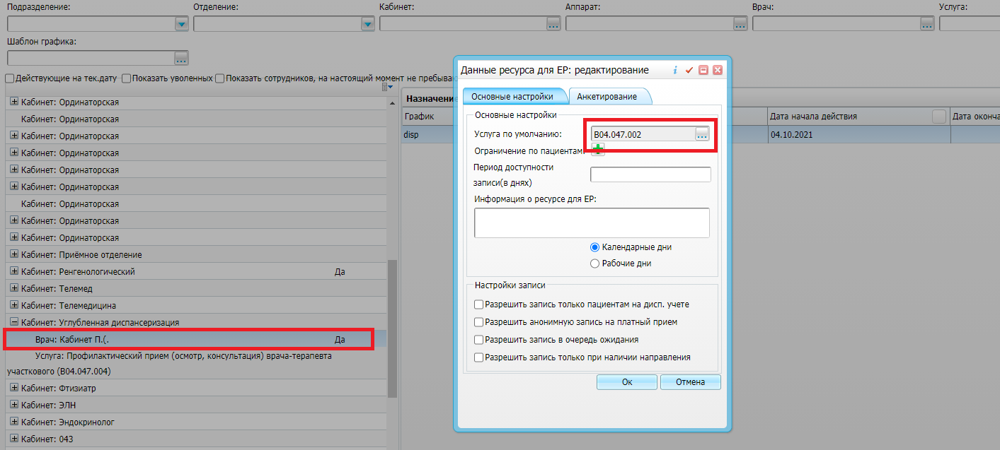 Подразделение: Отделение: Кабинет: Аппарат: Врач: Услуга:
Шаблон графика:
Действующие на тек.дату Показать уволенных Показать сотрудников, на настоящий момент не пребываю
Кабинет: Ординаторская
Кабинет: Ординаторская
Кабинет: Ординаторская
Кабинет: Ординаторская
Кабинет: Ординаторская
Кабинет: Ординаторская
Кабинет: Ординаторская
Кабинет: Ординаторская
Кабинет: Ординаторская
Кабинет: Приёмное отделение
Кабинет: Ренгенологический Да
Кабинет: Телемед
Кабинет: Телемедицина
Кабинет: Углубленная диспансеризация
Врач: Кабинет П.(. Да
Услуга: Профилактический прием (осмотр, консультация) врача-терапевта
участкового (B04.047.004)
Кабинет: Фтизиатр
Кабинет: ЭЛН
Кабинет: Эндокринолог
Кабинет: 043
Назначение
График Дата начала действия Дата оконча
disp 04.10.2021
Данные ресурса для ЕР: редактирование
Основные настройки Анкетирование
Основные настройки
Услуга по умолчанию: B04.047.002
Ограничение по пациентам:
Период доступности
записи(в днях)
Информация о ресурсе для ЕР:
Календарные дни
Рабочие дни
Настройки записи
Разрешить запись только пациентам на дисп. учете
Разрешить анонимную запись на платный прием
Разрешить запись в очередь ожидания
Разрешить запись только при наличии направления
Ок Отмена